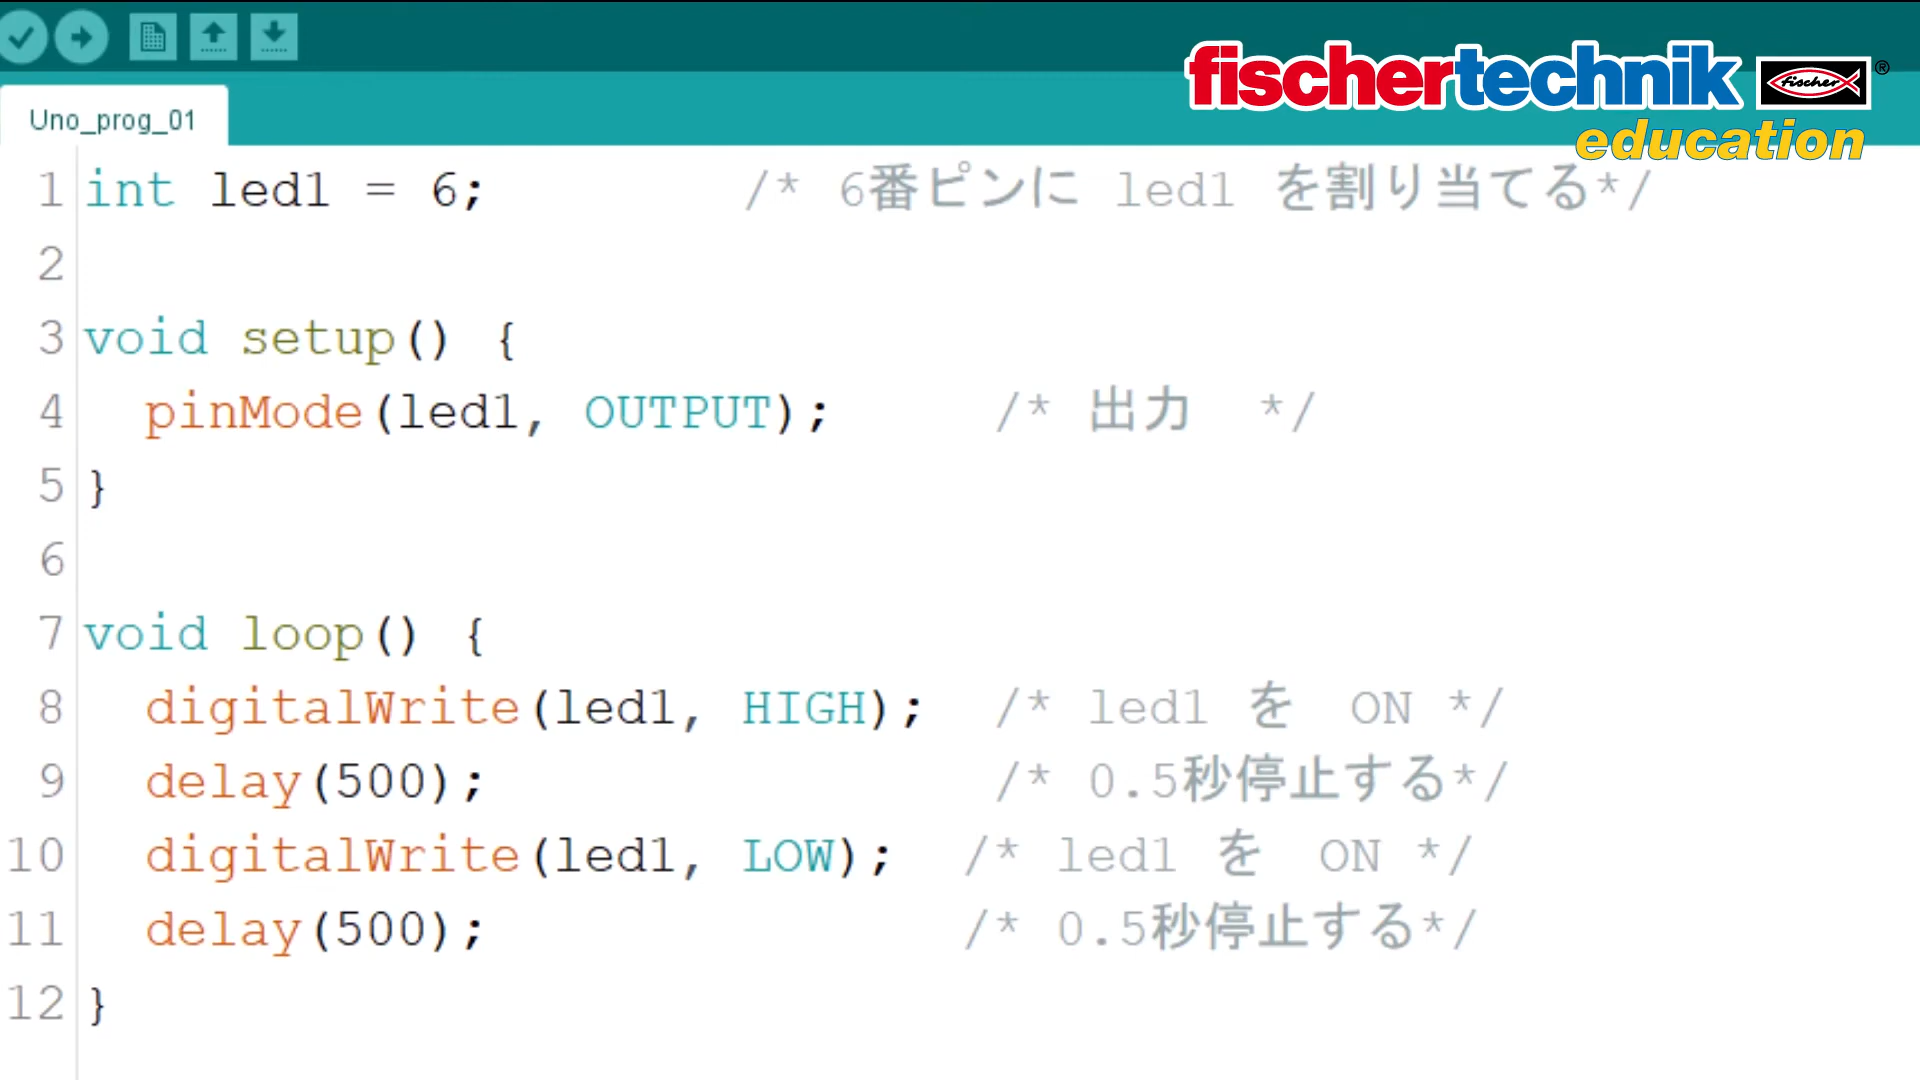 fischertechnik fischer ®
education
Uno_prog_01
1 int led1 = 6; /* 6番ピンに led1 を割り当てる*/
2
3 void setup() {
4 pinMode(led1, OUTPUT); /* 出力 */
5 }
6
7 void loop() {
8 digitalWrite(led1, HIGH); /* led1 を ON */
9 delay(500); /* 0.5秒停止する*/
10 digitalWrite(led1, LOW); /* led1 を ON */
11 delay(500); /* 0.5秒停止する*/
12 }